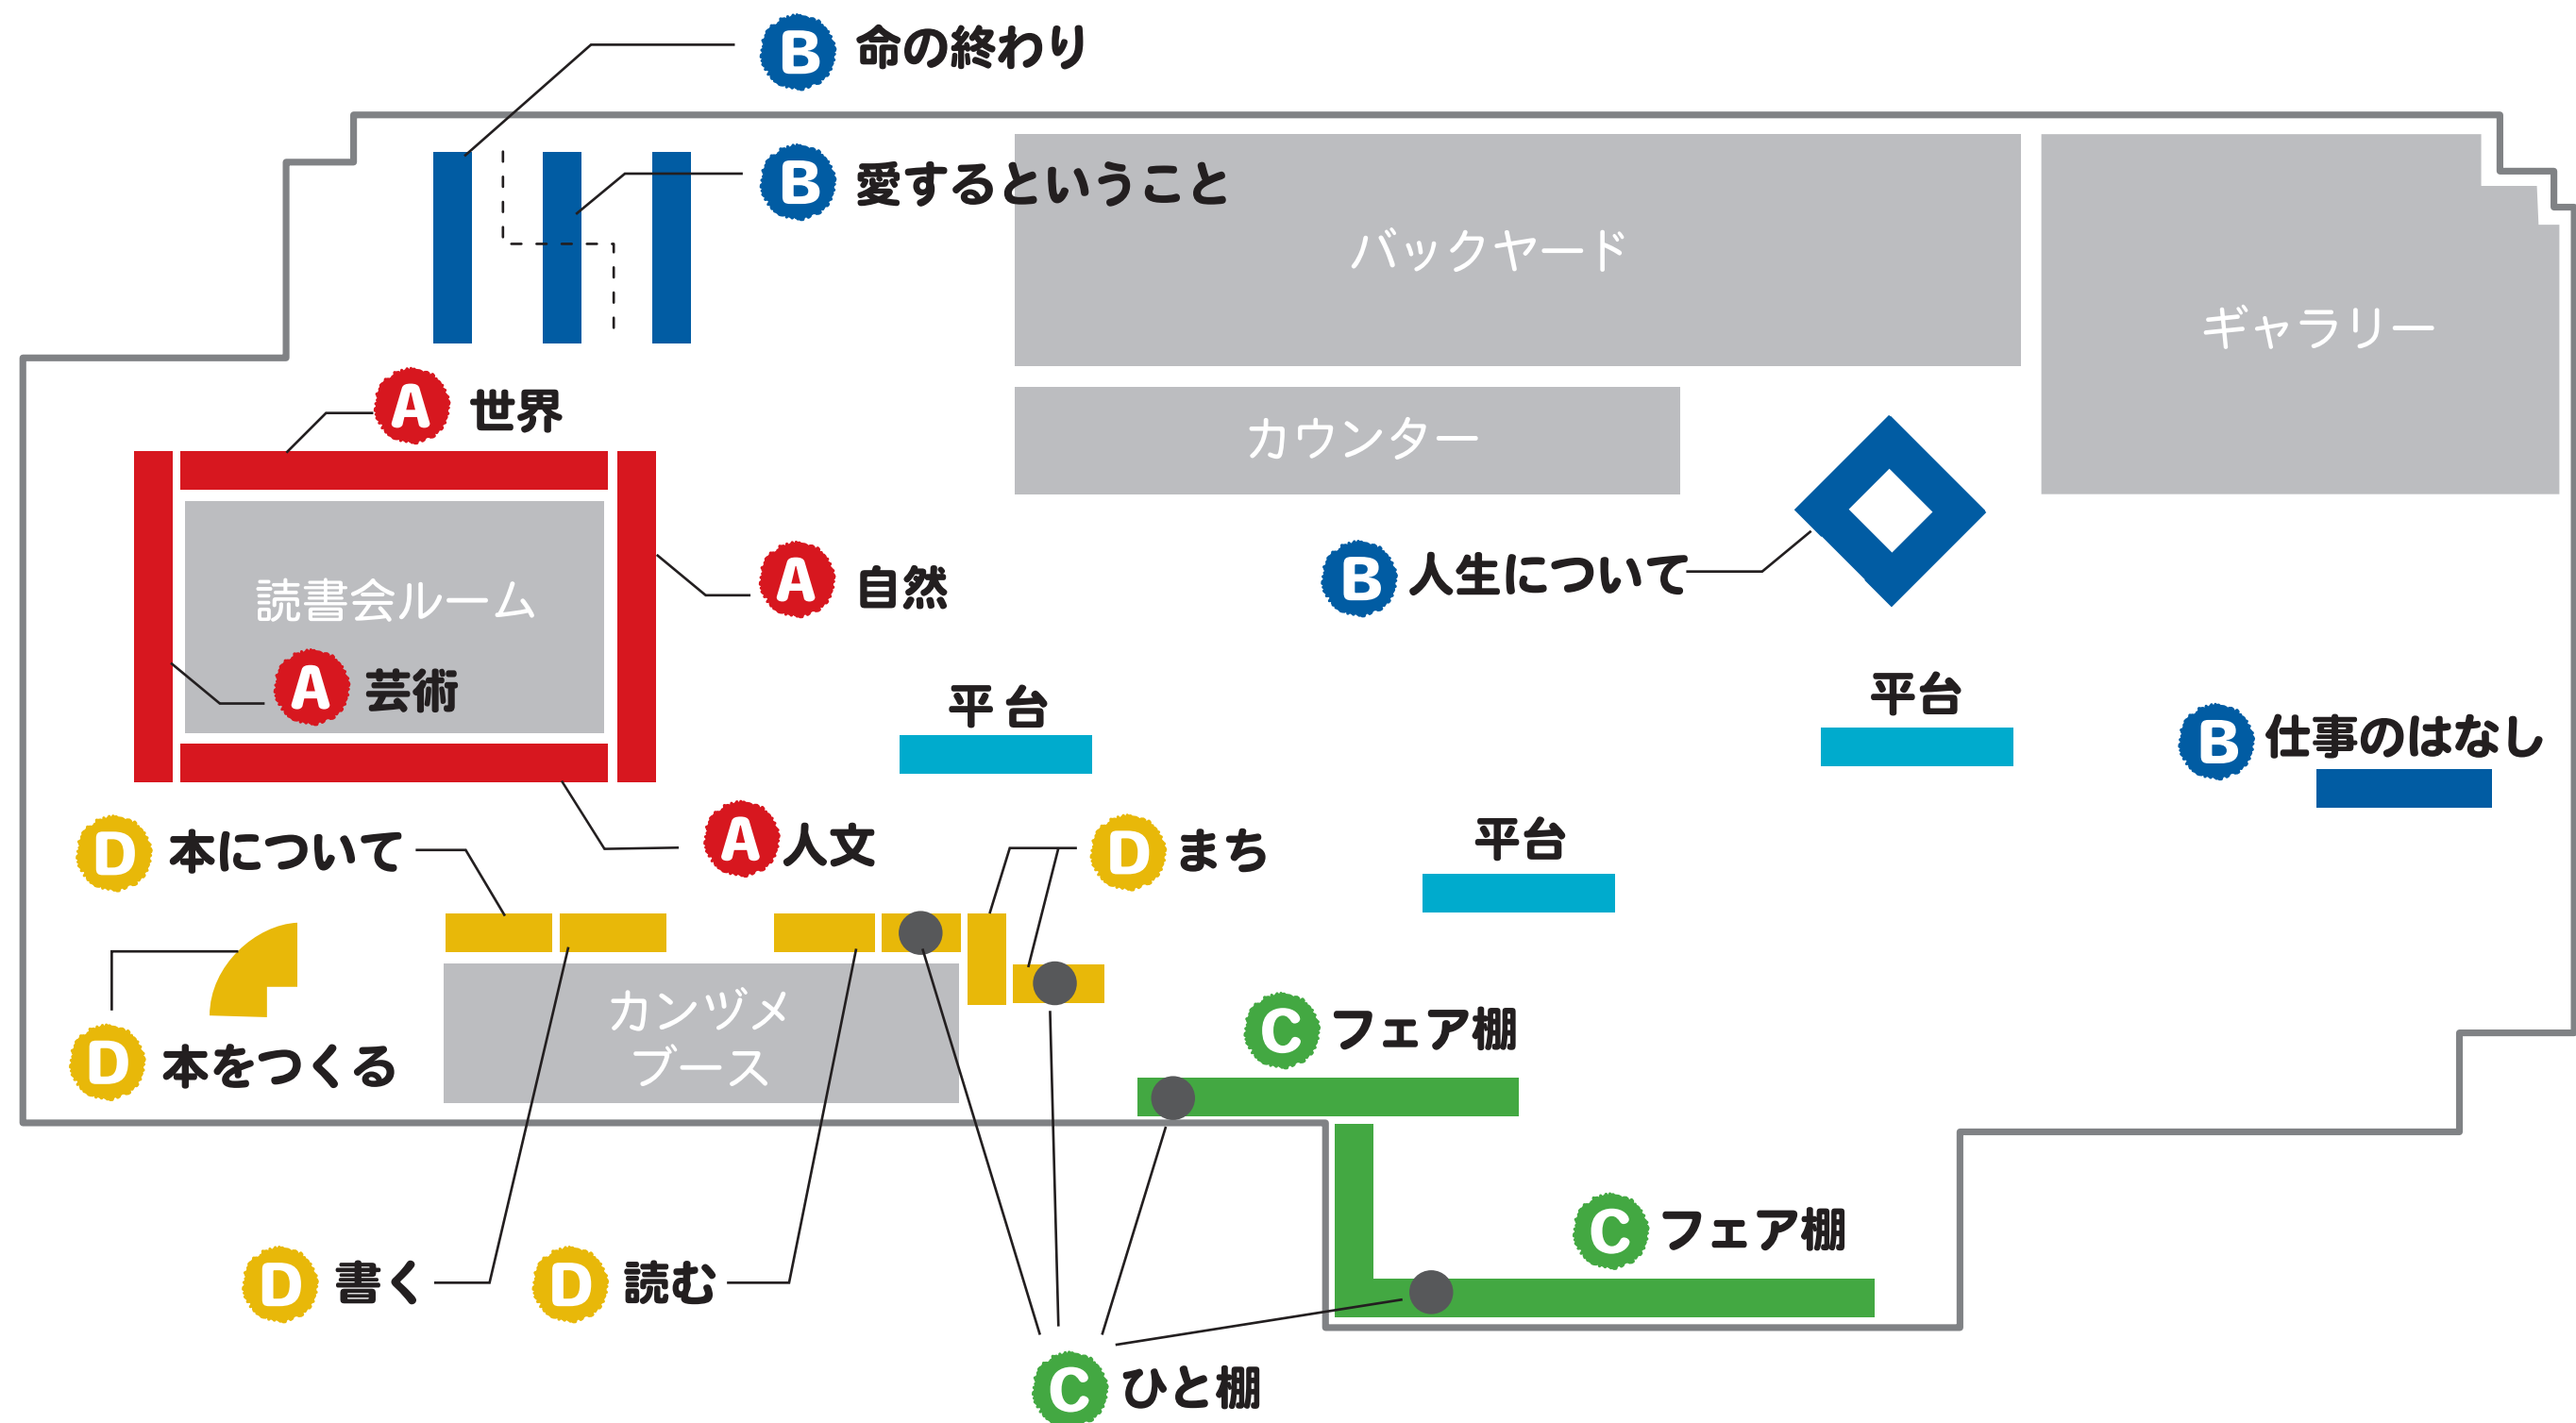 B 命の終わり
B 愛するということ
バックヤード
ギャラリー
A 世界
カウンター
A 自然
B 人生について
読書会ルーム
A 芸術
平台
平台
B 仕事のはなし
A 人文
D 本について
D まち
平台
カンヅメ
ブース
D 本をつくる
C フェア棚
C フェア棚
D 書く
D 読む
C ひと棚